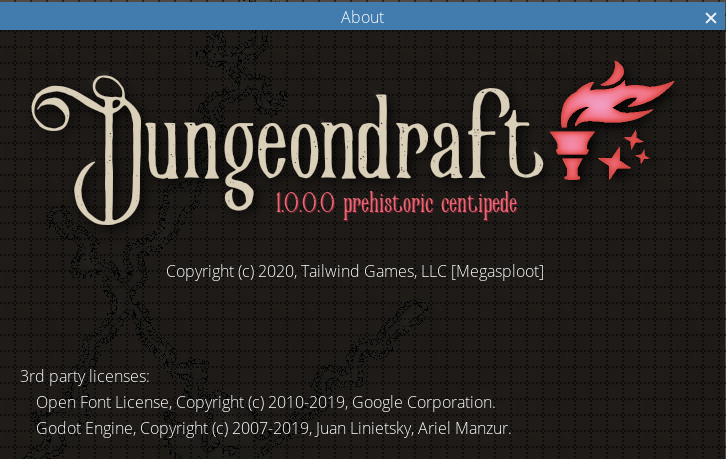 About
Dungeondraft
1.0.0.0 prehistoric centipede
Copyright (c) 2020, Tailwind Games, LLC [Megasploot]
3rd party licenses:
Open Font License, Copyright (c) 2010-2019, Google Corporation.
Godot Engine, Copyright (c) 2007-2019, Juan Linietsky, Ariel Manzur.